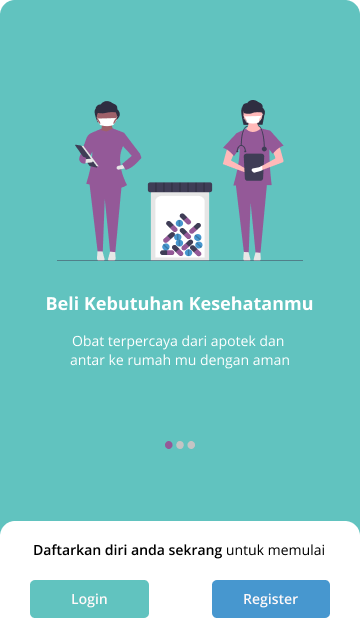 Beli Kebutuhan Kesehatanmu
Obat terpercaya dari apotek dan
antar ke rumah mu dengan aman
Daftarkan diri anda sekrang untuk memulai
Login
Register